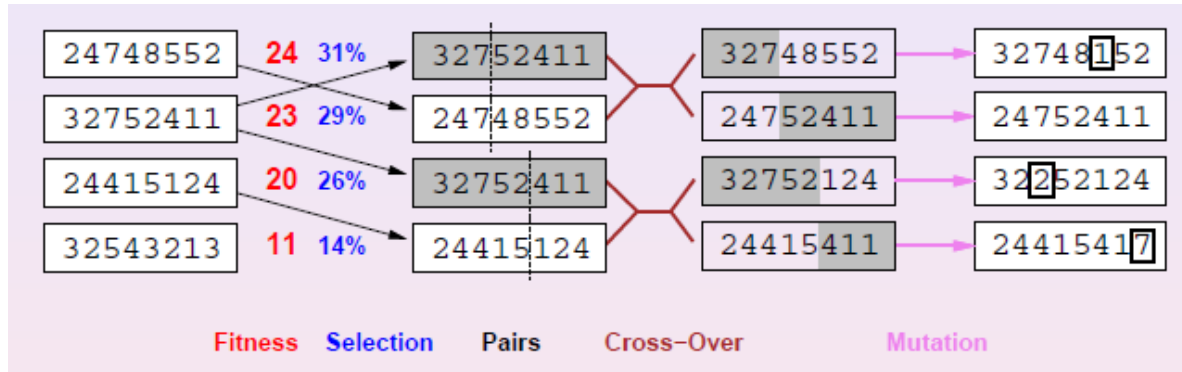 24748552 24 31% 32752411 32748552 32748152
32752411 23 29% 24748552 24752411 24752411
24415124 20 26% 32752411 32752124 32252124
32543213 11 14% 24415124 24415411 24415417
Fitness Selection Pairs Cross-Over Mutation